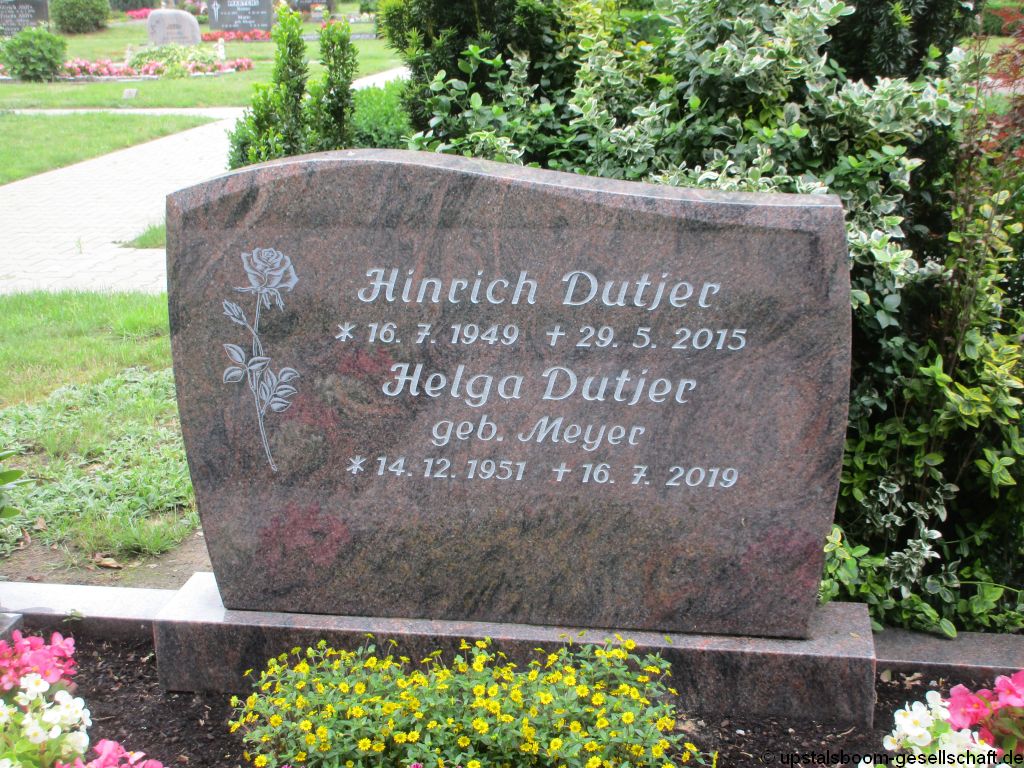 Hinrich Dutjer
* 16. 7. 1949 + 29. 5. 2015
Helga Dutjer
geb. Meyer
* 14. 12. 1951 + 16. 7. 2019
© upstalsboom-gesellschaft.de